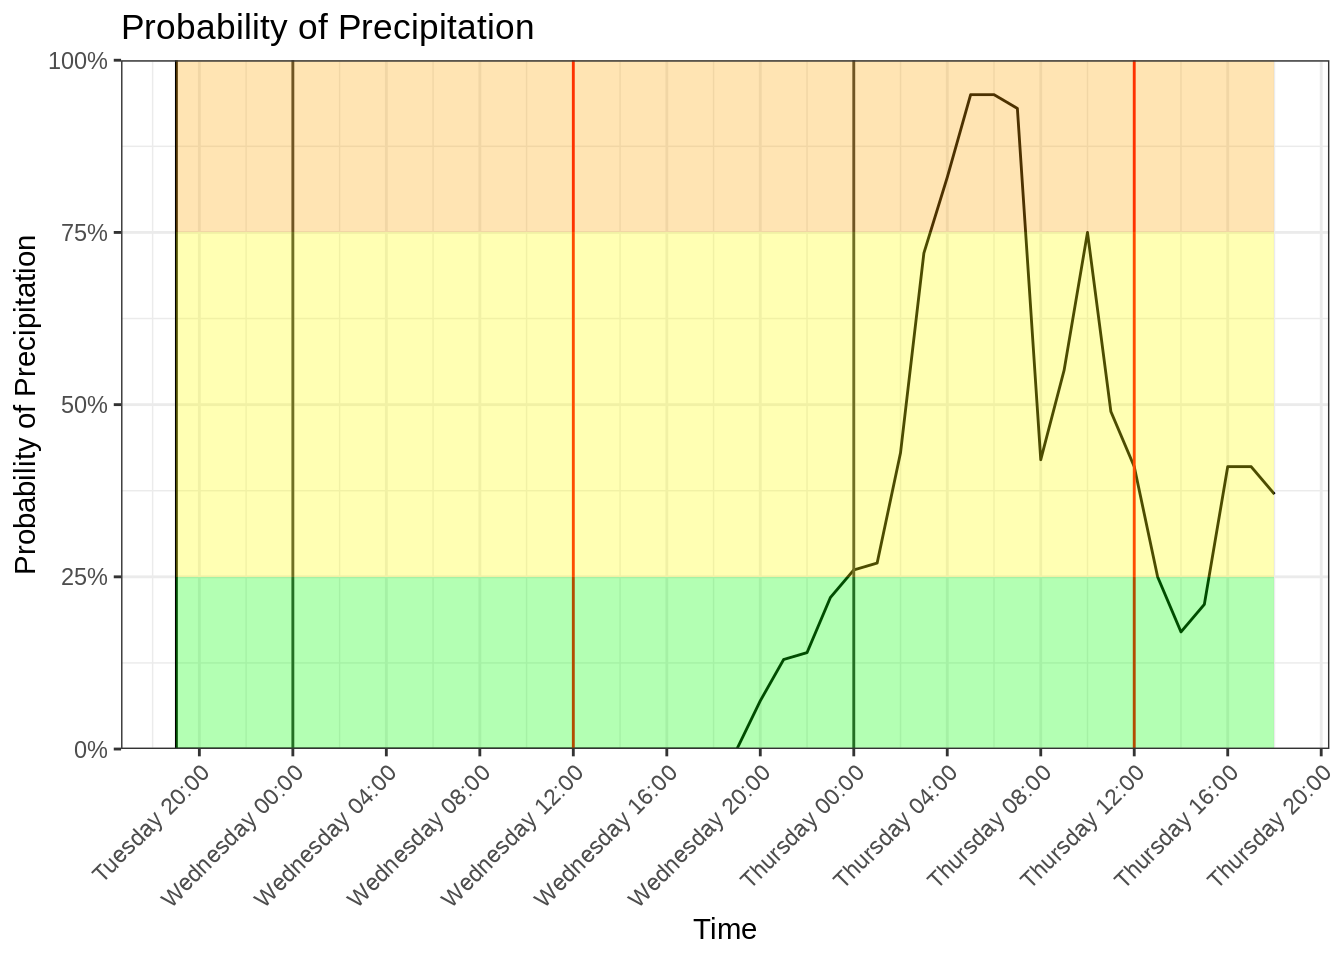 Probability of Precipitation
Probability of Precipitation
100%
75%
50%
25%
0%
Tuesday 20:00
Wednesday 00:00
Wednesday 04:00
Wednesday 08:00
Wednesday 12:00
Wednesday 16:00
Wednesday 20:00
Thursday 00:00
Thursday 04:00
Thursday 08:00
Thursday 12:00
Thursday 16:00
Thursday 20:00
Time